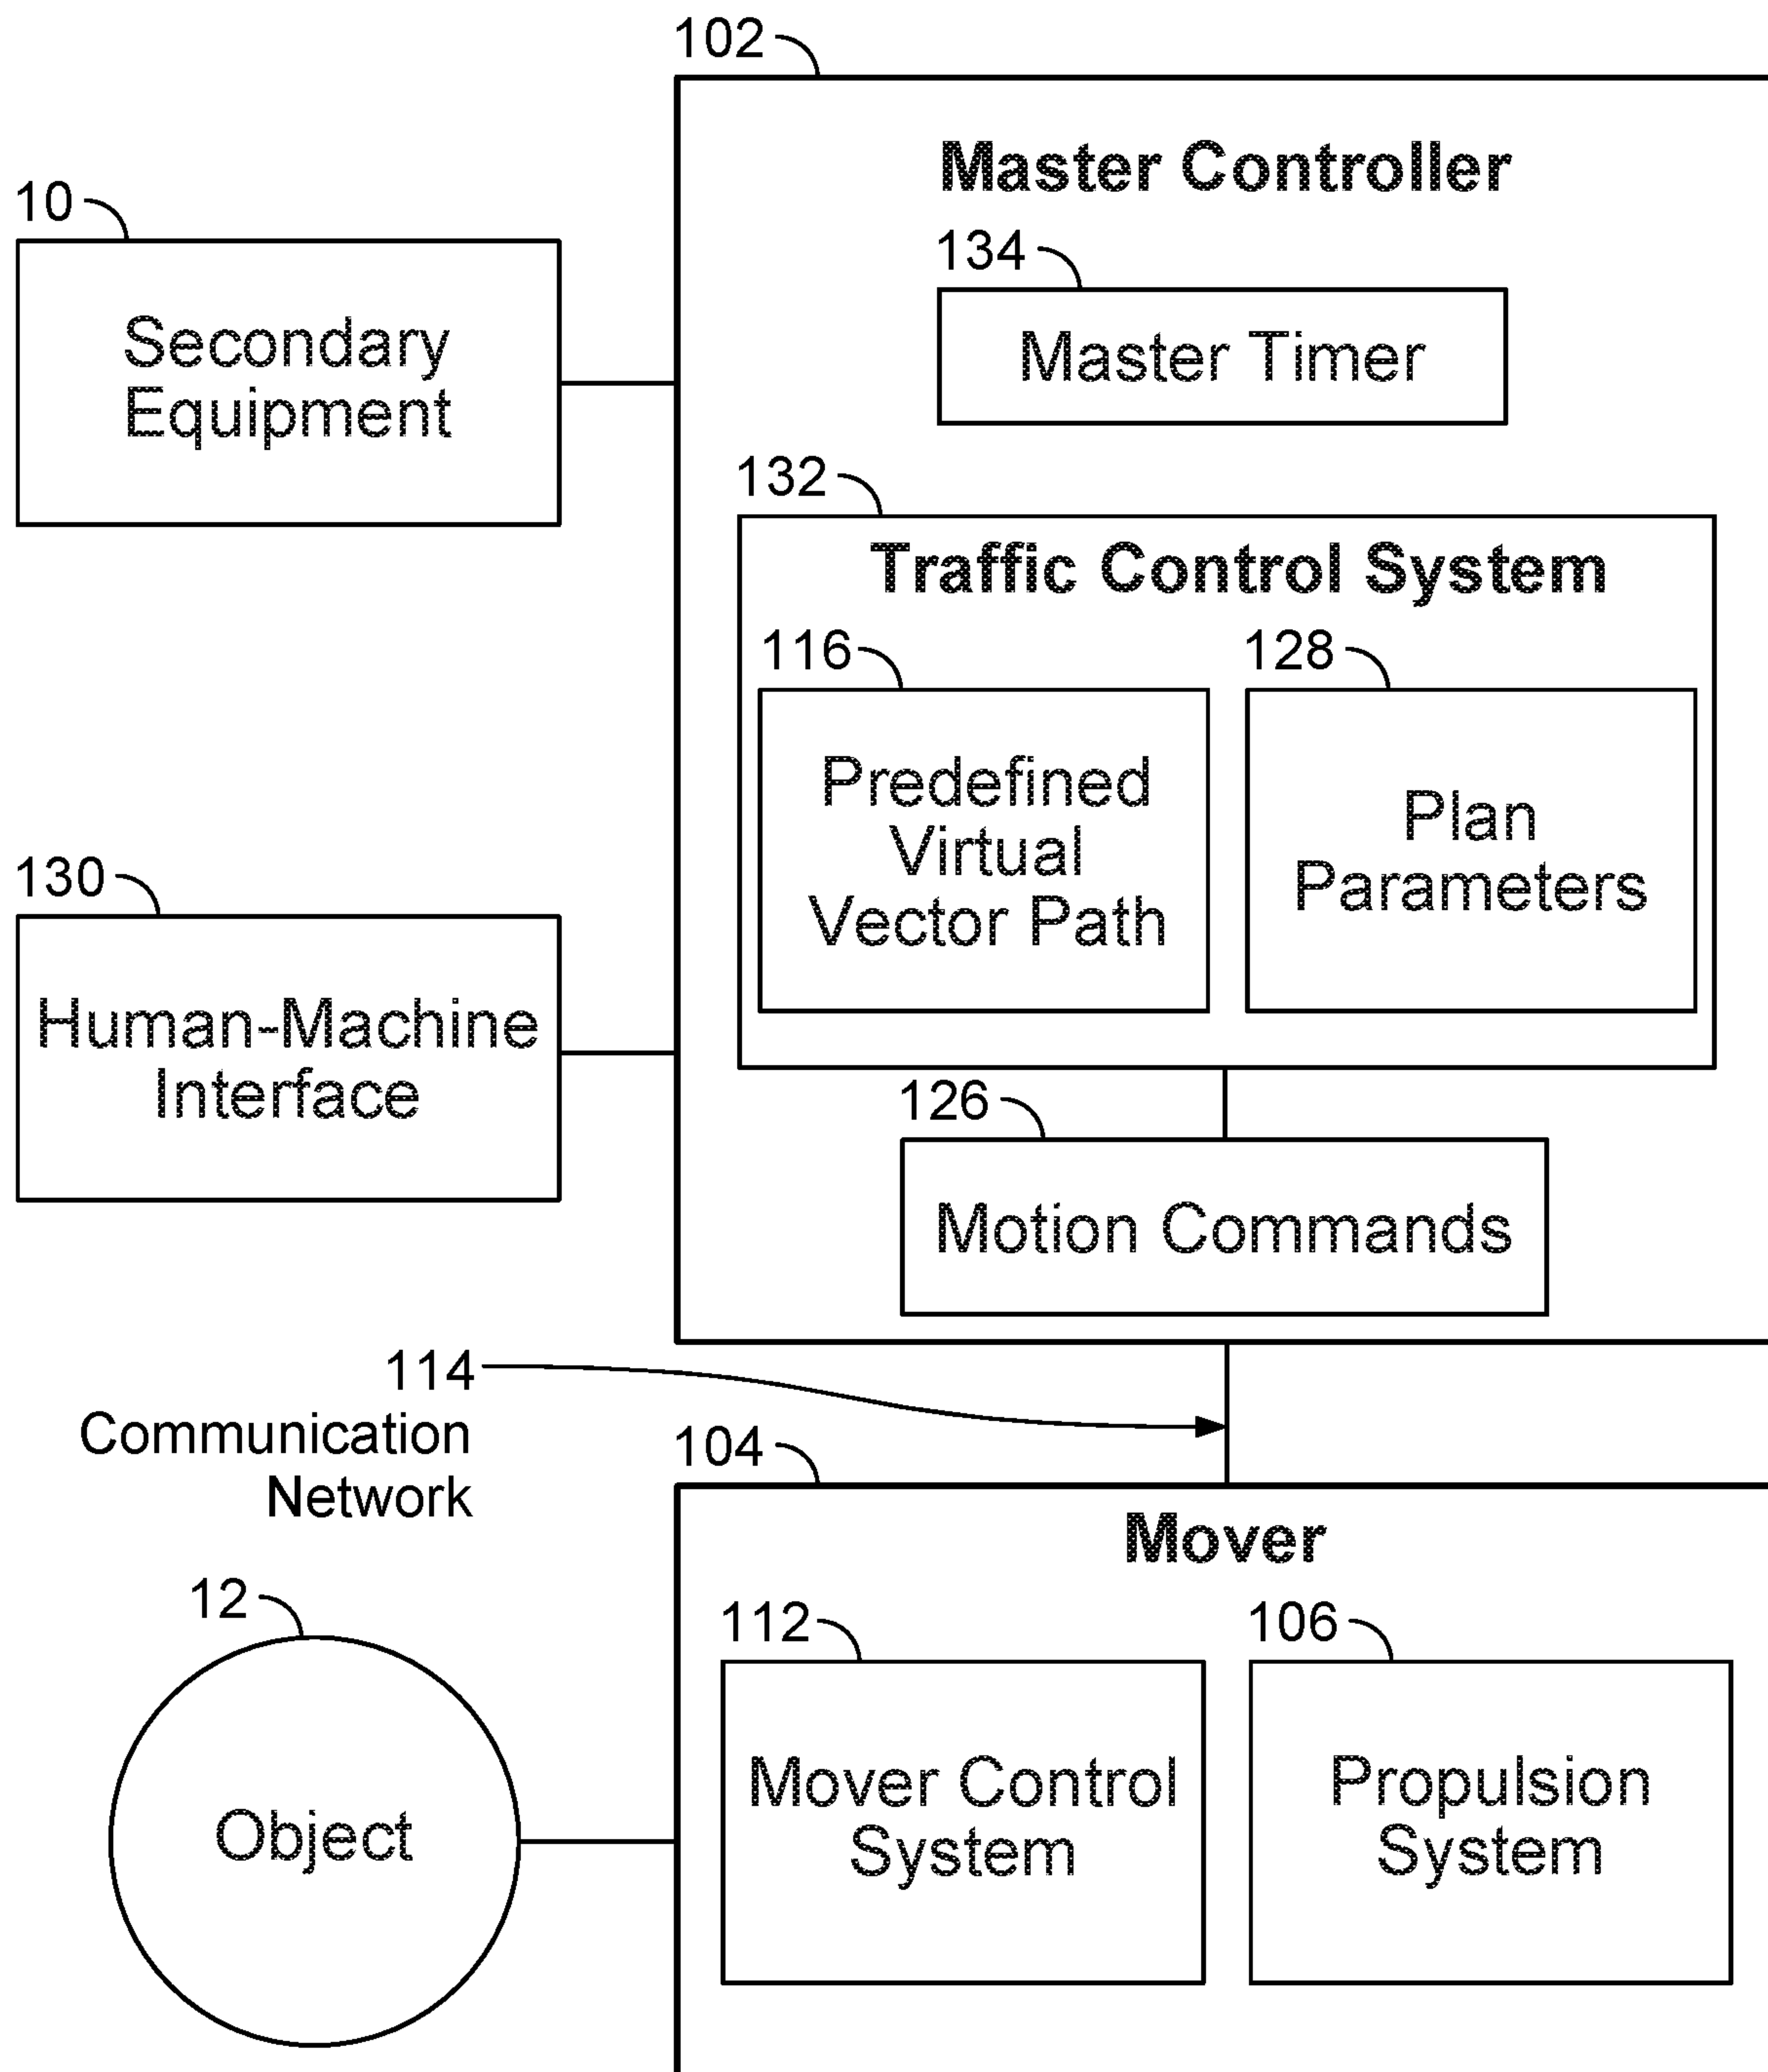 102
Master Controller
10
Secondary
Equipment
134
Master Timer
132
Traffic Control System
116
Predefined
Virtual
Vector Path
128
Plan
Parameters
130
Human-Machine
Interface
126
Motion Commands
114
Communication
Network
104
Mover
12
Object
112
Mover Control
System
106
Propulsion
System